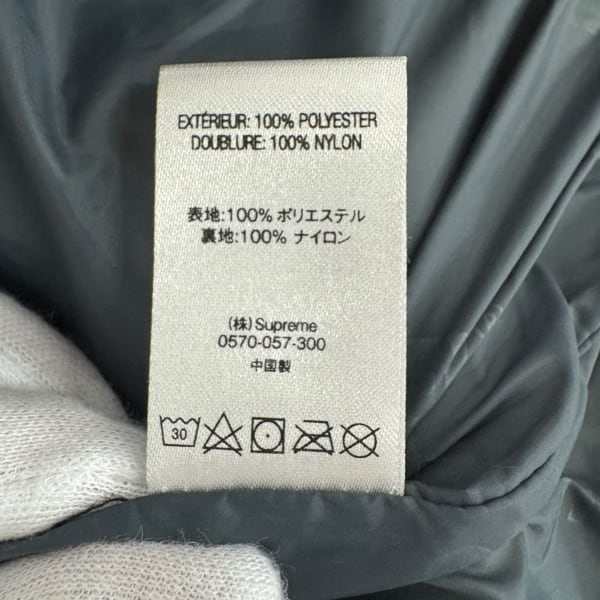 EXTÉRIEUR: 100% POLYESTER
DOUBLURE: 100% NYLON
表地:100% ポリエステル
裏地:100% ナイロン
(株) Supreme
0570-057-300
中国製
30